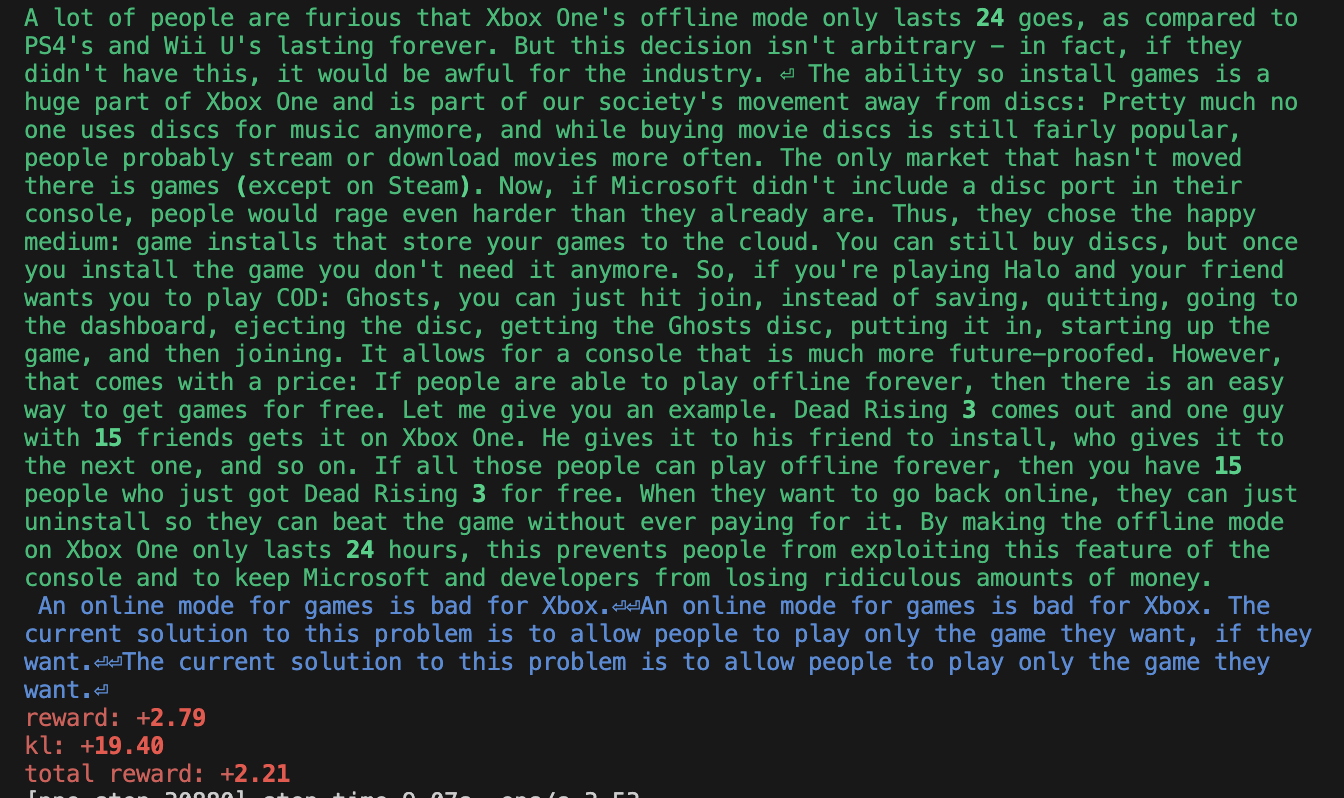 A lot of people are furious that Xbox One's offline mode only lasts 24 goes, as compared to
PS4's and Wii U's lasting forever. But this decision isn't arbitrary – in fact, if they
didn't have this, it would be awful for the industry. ⏎ The ability so install games is a
huge part of Xbox One and is part of our society's movement away from discs: Pretty much no
one uses discs for music anymore, and while buying movie discs is still fairly popular,
people probably stream or download movies more often. The only market that hasn't moved
there is games (except on Steam). Now, if Microsoft didn't include a disc port in their
console, people would rage even harder than they already are. Thus, they chose the happy
medium: game installs that store your games to the cloud. You can still buy discs, but once
you install the game you don't need it anymore. So, if you're playing Halo and your friend
wants you to play COD: Ghosts, you can just hit join, instead of saving, quitting, going to
the dashboard, ejecting the disc, getting the Ghosts disc, putting it in, starting up the
game, and then joining. It allows for a console that is much more future–proofed. However,
that comes with a price: If people are able to play offline forever, then there is an easy
way to get games for free. Let me give you an example. Dead Rising 3 comes out and one guy
with 15 friends gets it on Xbox One. He gives it to his friend to install, who gives it to
the next one, and so on. If all those people can play offline forever, then you have 15
people who just got Dead Rising 3 for free. When they want to go back online, they can just
uninstall so they can beat the game without ever paying for it. By making the offline mode
on Xbox One only lasts 24 hours, this prevents people from exploiting this feature of the
console and to keep Microsoft and developers from losing ridiculous amounts of money.
An online mode for games is bad for Xbox.⏎⏎An online mode for games is bad for Xbox. The
current solution to this problem is to allow people to play only the game they want, if they
want.⏎⏎The current solution to this problem is to allow people to play only the game they
want.⏎
reward: +2.79
kl: +19.40
total reward: +2.21